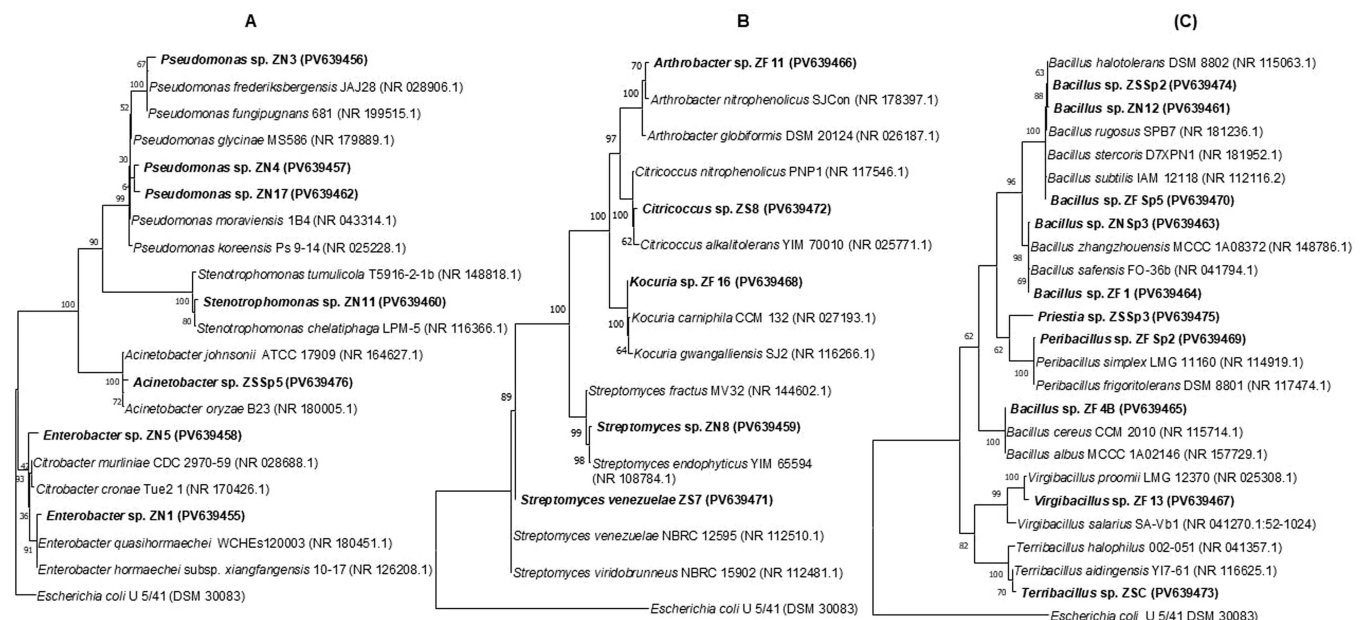 A
67
Pseudomonas sp. ZN3 (PV639456)
100
Pseudomonas frederiksbergensis JAJ28 (NR 028906.1)
52
Pseudomonas fungipugnans 681 (NR 199515.1)
Pseudomonas glycinae MS586 (NR 179889.1)
30
Pseudomonas sp. ZN4 (PV639457)
64
Pseudomonas sp. ZN17 (PV639462)
99
Pseudomonas moraviensis 1B4 (NR 043314.1)
90
Pseudomonas koreensis Ps 9-14 (NR 025228.1)
Stenotrophomonas tumulicola T5916-2-1b (NR 148818.1)
100
Stenotrophomonas sp. ZN11 (PV639460)
100
80
Stenotrophomonas chelatiphaga LPM-5 (NR 116366.1)
Acinetobacter johnsonii ATCC 17909 (NR 164627.1)
100
Acinetobacter sp. ZSSp5 (PV639476)
72
Acinetobacter oryzae B23 (NR 180005.1)
Enterobacter sp. ZN5 (PV639458)
42
Citrobacter murliniae CDC 2970-59 (NR 028688.1)
93
Citrobacter cronae Tue2 1 (NR 170426.1)
36
Enterobacter sp. ZN1 (PV639455)
Enterobacter quasihormaechei WCHEs120003 (NR 180451.1)
91
Enterobacter hormaechei subsp. xiangfangensis 10-17 (NR 126208.1)
Escherichia coli U 5/41 (DSM 30083)
B
70
Arthrobacter sp. ZF11 (PV639466)
100
Arthrobacter nitrophenolicus SJCon (NR 178397.1)
97
Arthrobacter globiformis DSM 20124 (NR 026187.1)
Citricoccus nitrophenolicus PNP1 (NR 117546.1)
100
100
Citricoccus sp. ZS8 (PV639472)
62
Citricoccus alkalitolerans YIM 70010 (NR 025771.1)
Kocuria sp. ZF16 (PV639468)
100
100
Kocuria carniphila CCM 132 (NR 027193.1)
64
Kocuria gwangalliensis SJ2 (NR 116266.1)
89
Streptomyces fractus MV32 (NR 144602.1)
99
Streptomyces sp. ZN8 (PV639459)
98
Streptomyces endophyticus YIM 65594
(NR 108784.1)
Streptomyces venezuelae ZS7 (PV639471)
Streptomyces venezuelae NBRC 12595 (NR 112510.1)
Streptomyces viridobrunneus NBRC 15902 (NR 112481.1)
Escherichia coli U 5/41 (DSM 30083)
(C)
Bacillus halotolerans DSM 8802 (NR 115063.1)
63
Bacillus sp. ZSSp2 (PV639474)
88
Bacillus sp. ZN12 (PV639461)
100
Bacillus rugosus SPB7 (NR 181236.1)
Bacillus stercoris D7XPN1 (NR 181952.1)
96
Bacillus subtilis IAM 12118 (NR 112116.2)
Bacillus sp. ZFSp5 (PV639470)
Bacillus sp. ZNSp3 (PV639463)
Bacillus zhangzhouensis MCCC 1A08372 (NR 148786.1)
98
Bacillus safensis FO-36b (NR 041794.1)
69
Bacillus sp. ZF1 (PV639464)
Priestia sp. ZSSp3 (PV639475)
62
62
Peribacillus sp. ZFSp2 (PV639469)
Peribacillus simplex LMG 11160 (NR 114919.1)
100
Peribacillus frigoritolerans DSM 8801 (NR 117474.1)
Bacillus sp. ZF4B (PV639465)
Bacillus cereus CCM 2010 (NR 115714.1)
100
Bacillus albus MCCC 1A02146 (NR 157729.1)
100
Virgibacillus proomii LMG 12370 (NR 025308.1)
99
Virgibacillus sp. ZF13 (PV639467)
Virgibacillus salarius SA-Vb1 (NR 041270.1:52-1024)
82
Terribacillus halophilus 002-051 (NR 041357.1)
100
Terribacillus aidingensis YI7-61 (NR 116625.1)
70
Terribacillus sp. ZSC (PV639473)
Escherichia coli U 5/41 DSM 30083)